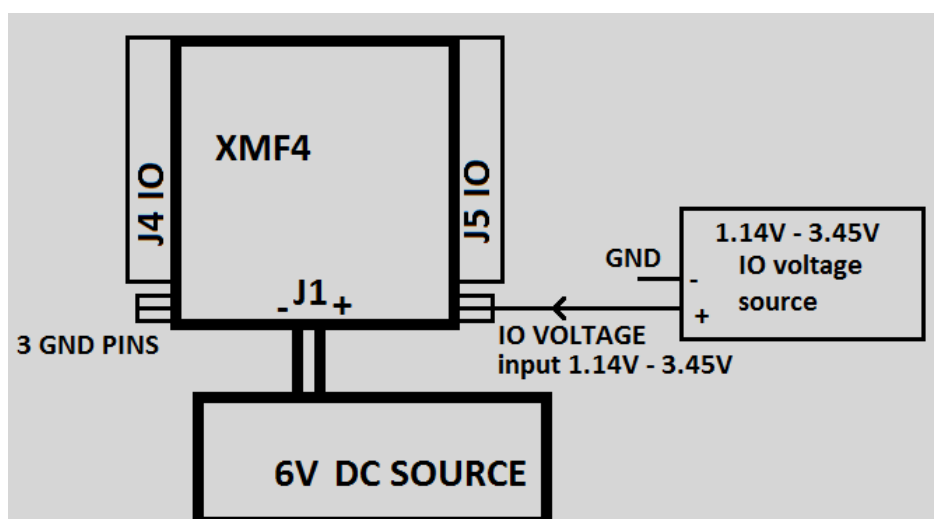 XMF4
J4 IO
J5 IO
1.14V - 3.45V
IO voltage
source
GND
-
+
- J1 +
3 GND PINS
IO VOLTAGE
input 1.14V - 3.45V
6V DC SOURCE